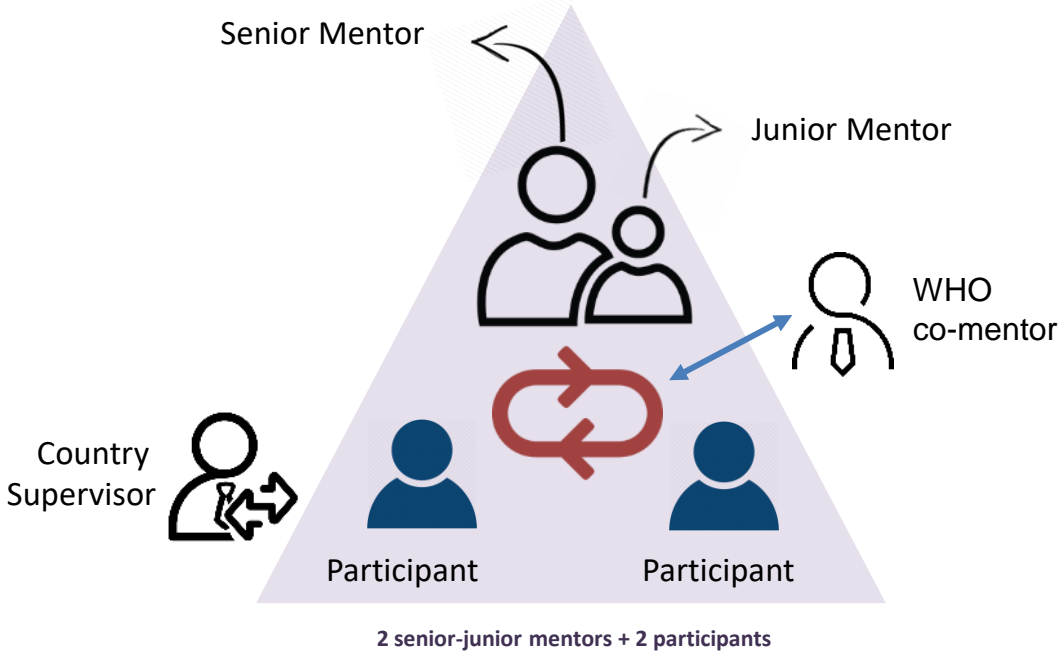 Senior Mentor
Junior Mentor
WHO
co-mentor
Country
Supervisor
Participant
Participant
2 senior-junior mentors + 2 participants